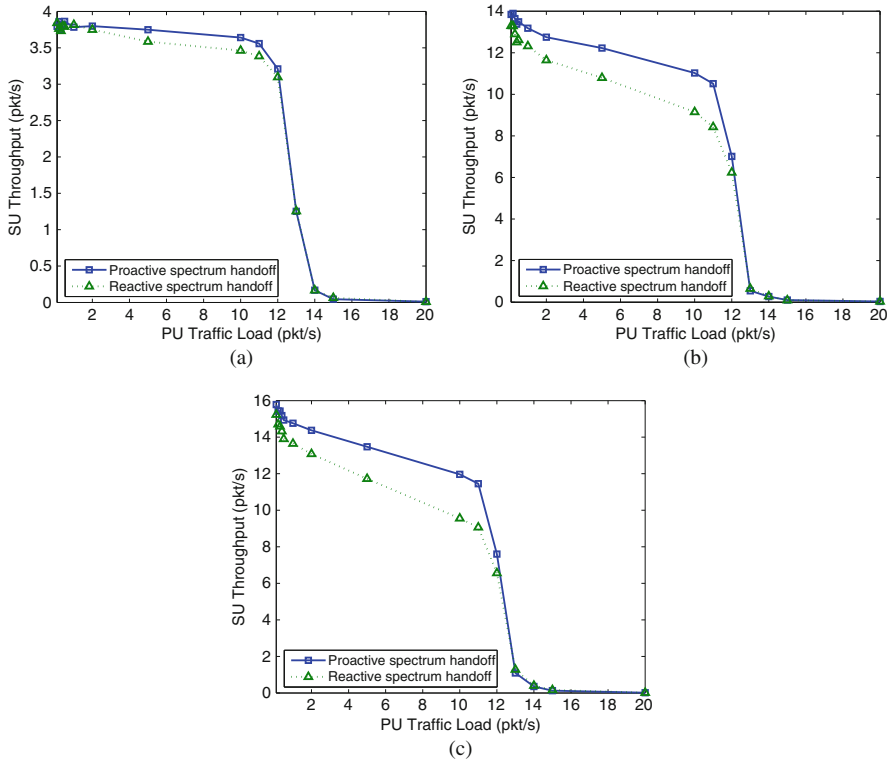 4
3.5
3
2.5
2
1.5
1
0.5
0
SU Throughput (pkt/s)
Proactive spectrum handoff
Reactive spectrum handoff
2 4 6 8 10 12 14 16 18 20
PU Traffic Load (pkt/s)
(a)
14
12
10
8
6
4
2
0
SU Throughput (pkt/s)
Proactive spectrum handoff
Reactive spectrum handoff
2 4 6 8 10 12 14 16 18 20
PU Traffic Load (pkt/s)
(b)
16
14
12
10
8
6
4
2
0
SU Throughput (pkt/s)
Proactive spectrum handoff
Reactive spectrum handoff
2 4 6 8 10 12 14 16 18 20
PU Traffic Load (pkt/s)
(c)